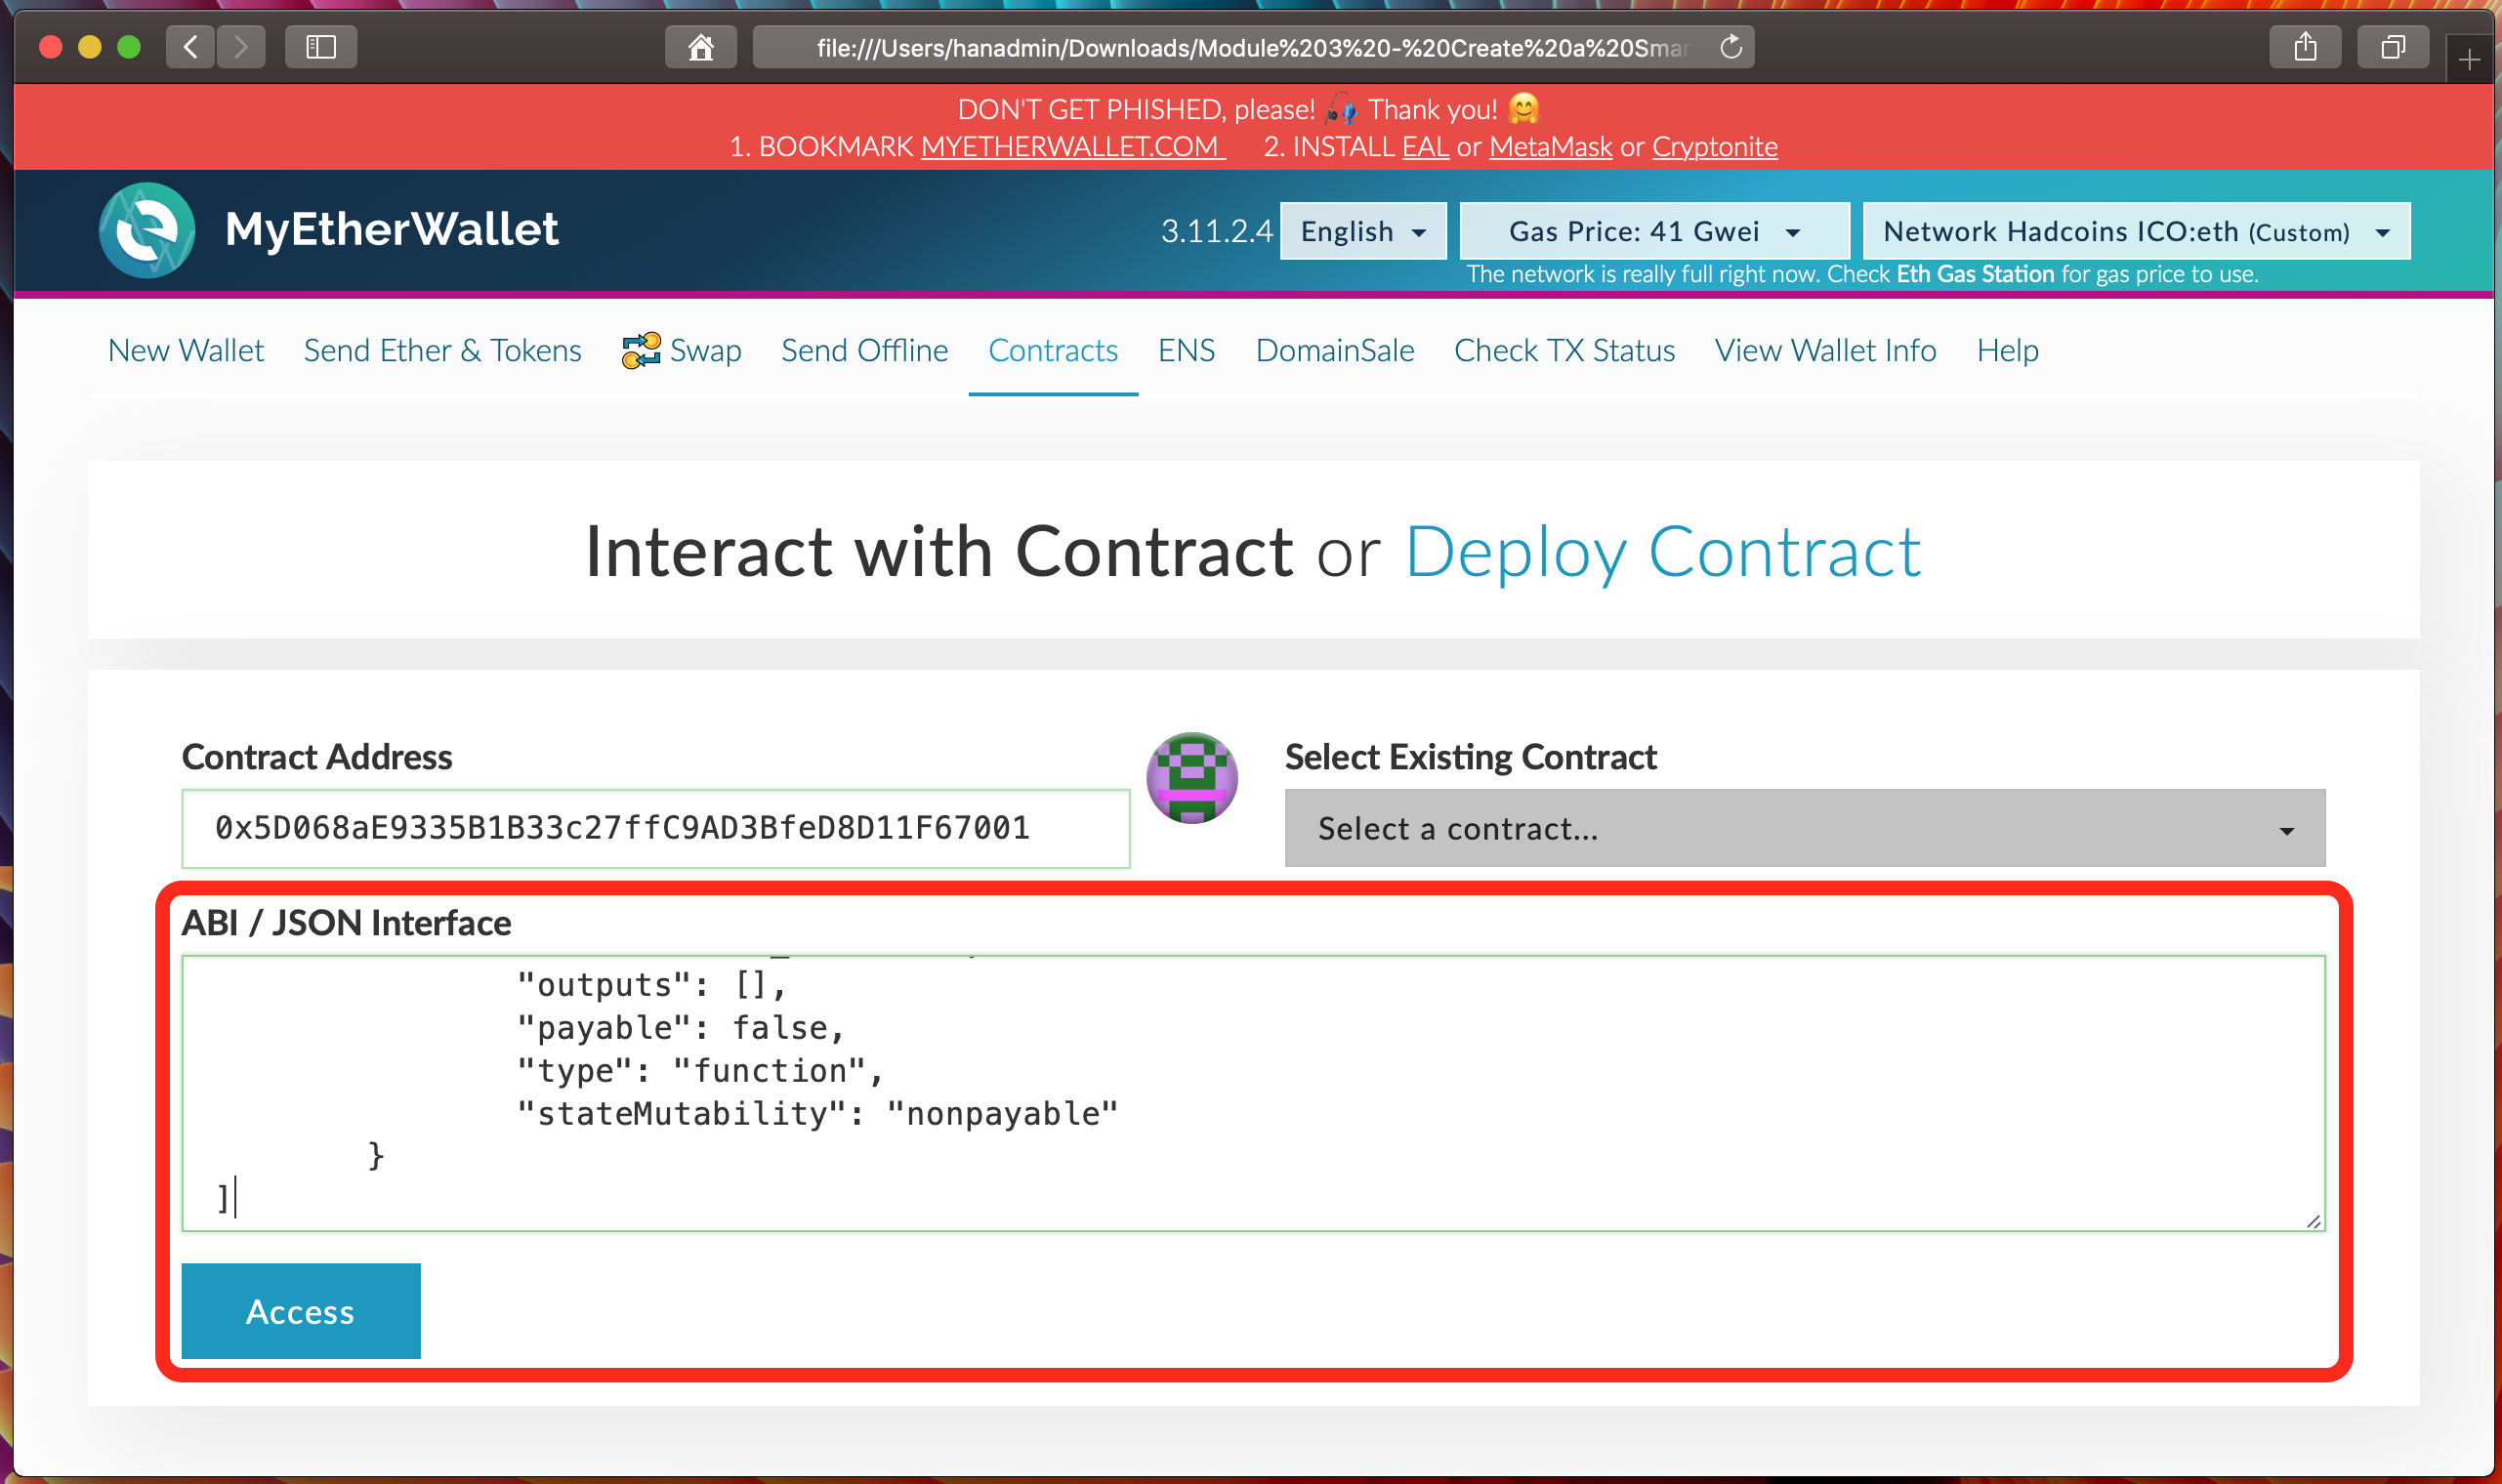 file:///Users/hanadmin/Downloads/Module%203%20-%20Create%20a%20Smar
DON'T GET PHISHED, please! 🎣 Thank you! 🤗
1. BOOKMARK MYETHERWALLET.COM 2. INSTALL EAL or MetaMask or Cryptonite
MyEtherWallet
3.11.2.4 English Gas Price: 41 Gwei Network Hadcoins ICO:eth (Custom)
The network is really full right now. Check Eth Gas Station for gas price to use.
New Wallet Send Ether & Tokens Swap Send Offline Contracts ENS DomainSale Check TX Status View Wallet Info Help
Interact with Contract or Deploy Contract
Contract Address
0x5D068aE9335B1B33c27ffC9AD3BfeD8D11F67001
Select Existing Contract
Select a contract...
ABI / JSON Interface
"outputs": [],
"payable": false,
"type": "function",
"stateMutability": "nonpayable"
}
]
Access